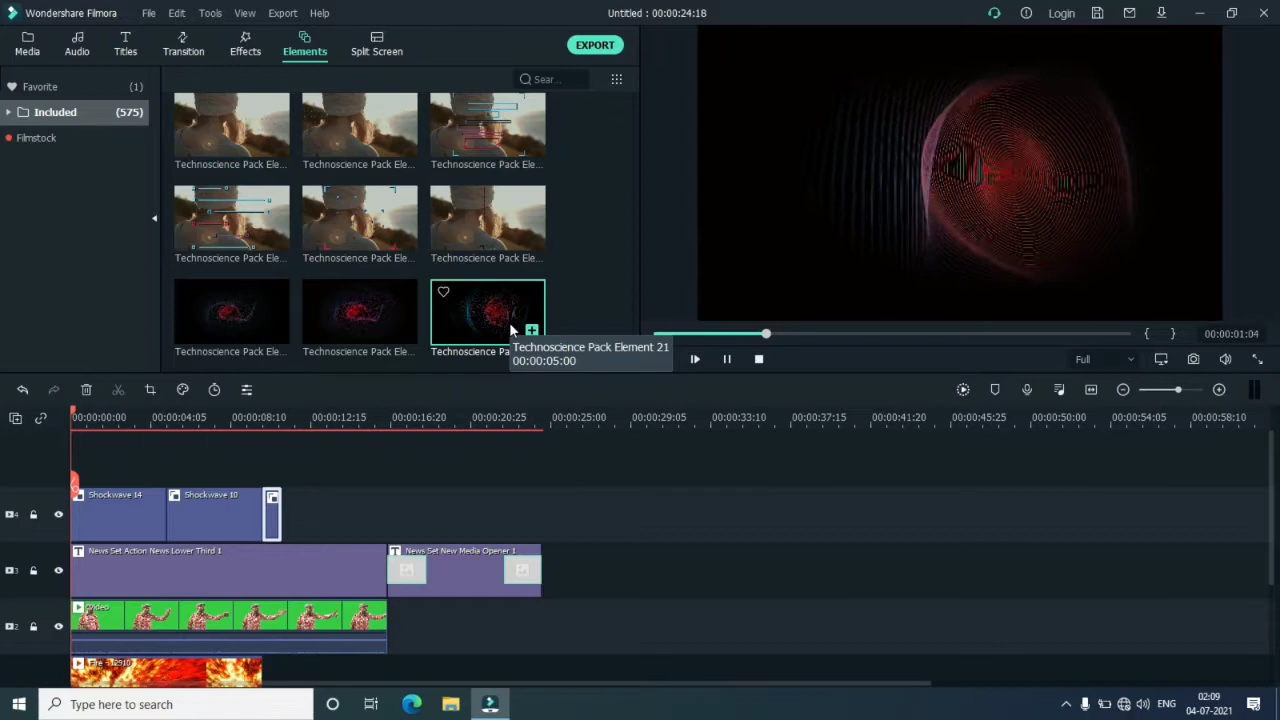 Wondershare Filmora File Edit Tools View Export Help Untitled : 00:00:24:18 Login
Media Audio Titles Transition Effects Elements Split Screen EXPORT
Favorite (1)
Included (575)
Filmstock
Sear...
Technoscience Pack Ele... Technoscience Pack Ele... Technoscience Pack Ele...
Technoscience Pack Ele... Technoscience Pack Ele... Technoscience Pack Ele...
Technoscience Pack Ele... Technoscience Pack Ele... Technoscience Pa
Technoscience Pack Element 21
00:00:05:00
{ } 00:00:01:04
Full
00:00:00:00 00:00:04:05 00:00:08:10 00:00:12:15 00:00:16:20 00:00:20:25 00:00:25:00 00:00:29:05 00:00:33:10 00:00:37:15 00:00:41:20 00:00:45:25 00:00:50:00 00:00:54:05 00:00:58:10
4 Shockwave 14 Shockwave 10
3 News Set Action News Lower Third 1 News Set New Media Opener 1
2
Type here to search
ENG
02:09
04-07-2021